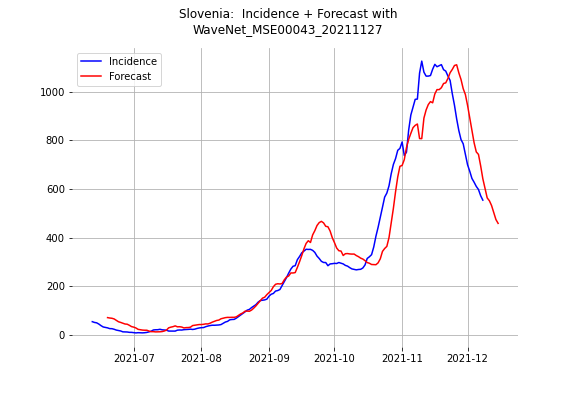 Slovenia:  Incidence + Forecast with
WaveNet_MSE00043_20211127
Incidence
Forecast
1000
800
600
400
200
0
2021-07 2021-08 2021-09 2021-10 2021-11 2021-12